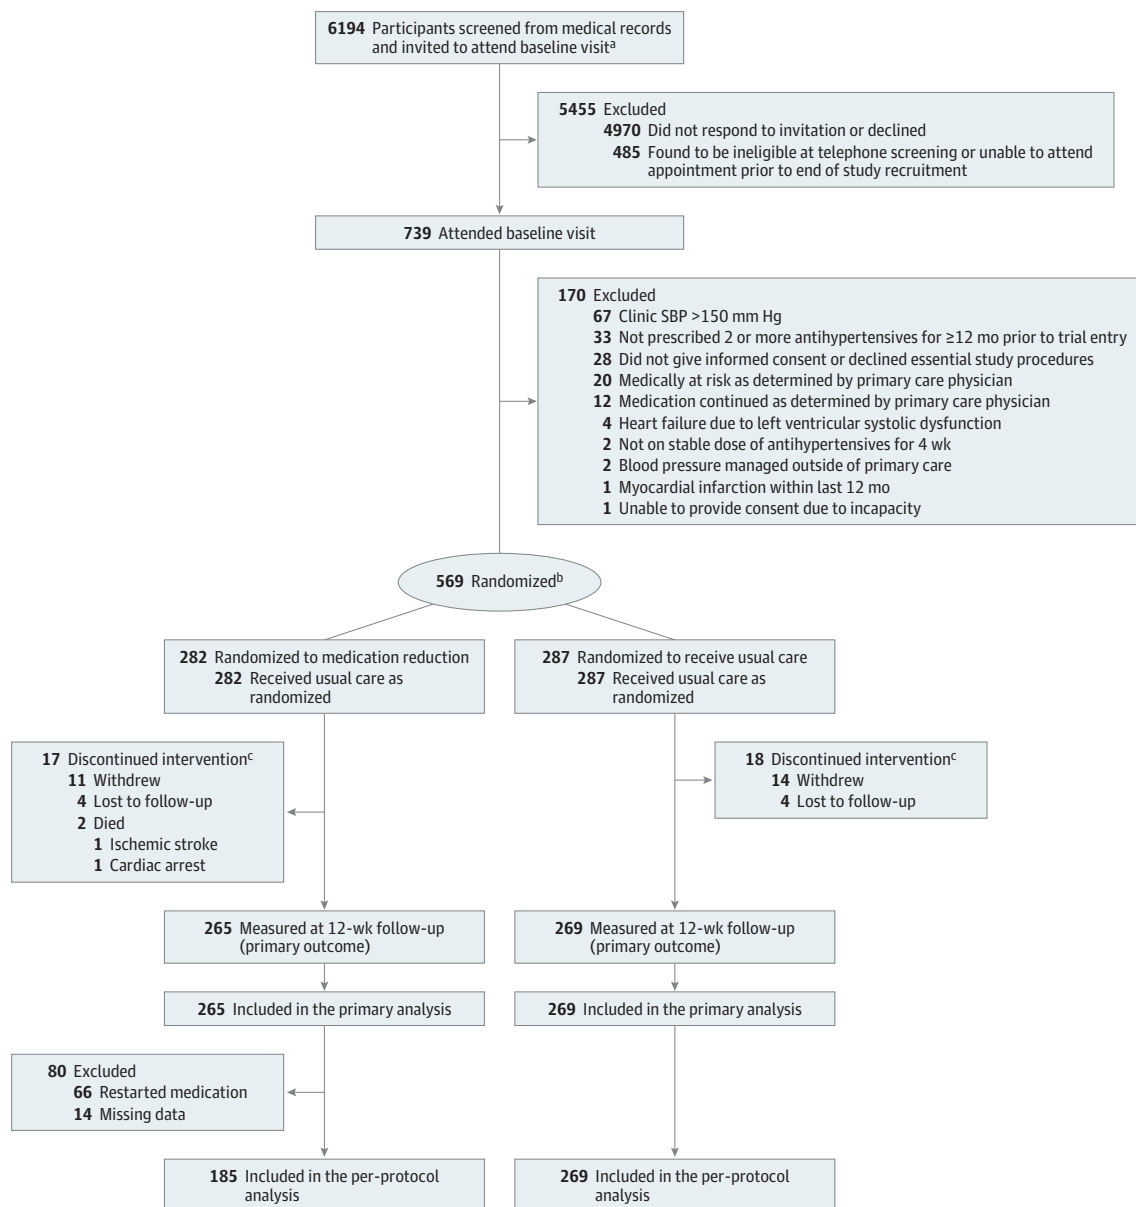 6194 Participants screened from medical records
and invited to attend baseline visitᵃ
5455 Excluded
4970 Did not respond to invitation or declined
485 Found to be ineligible at telephone screening or unable to attend
appointment prior to end of study recruitment
739 Attended baseline visit
170 Excluded
67 Clinic SBP >150 mm Hg
33 Not prescribed 2 or more antihypertensives for ≥12 mo prior to trial entry
28 Did not give informed consent or declined essential study procedures
20 Medically at risk as determined by primary care physician
12 Medication continued as determined by primary care physician
4 Heart failure due to left ventricular systolic dysfunction
2 Not on stable dose of antihypertensives for 4 wk
2 Blood pressure managed outside of primary care
1 Myocardial infarction within last 12 mo
1 Unable to provide consent due to incapacity
569 Randomizedᵇ
282 Randomized to medication reduction
282 Received usual care as
randomized
287 Randomized to receive usual care
287 Received usual care as
randomized
17 Discontinued interventionᶜ
11 Withdrew
4 Lost to follow-up
2 Died
1 Ischemic stroke
1 Cardiac arrest
18 Discontinued interventionᶜ
14 Withdrew
4 Lost to follow-up
265 Measured at 12-wk follow-up
(primary outcome)
269 Measured at 12-wk follow-up
(primary outcome)
265 Included in the primary analysis
269 Included in the primary analysis
80 Excluded
66 Restarted medication
14 Missing data
185 Included in the per-protocol
analysis
269 Included in the per-protocol
analysis